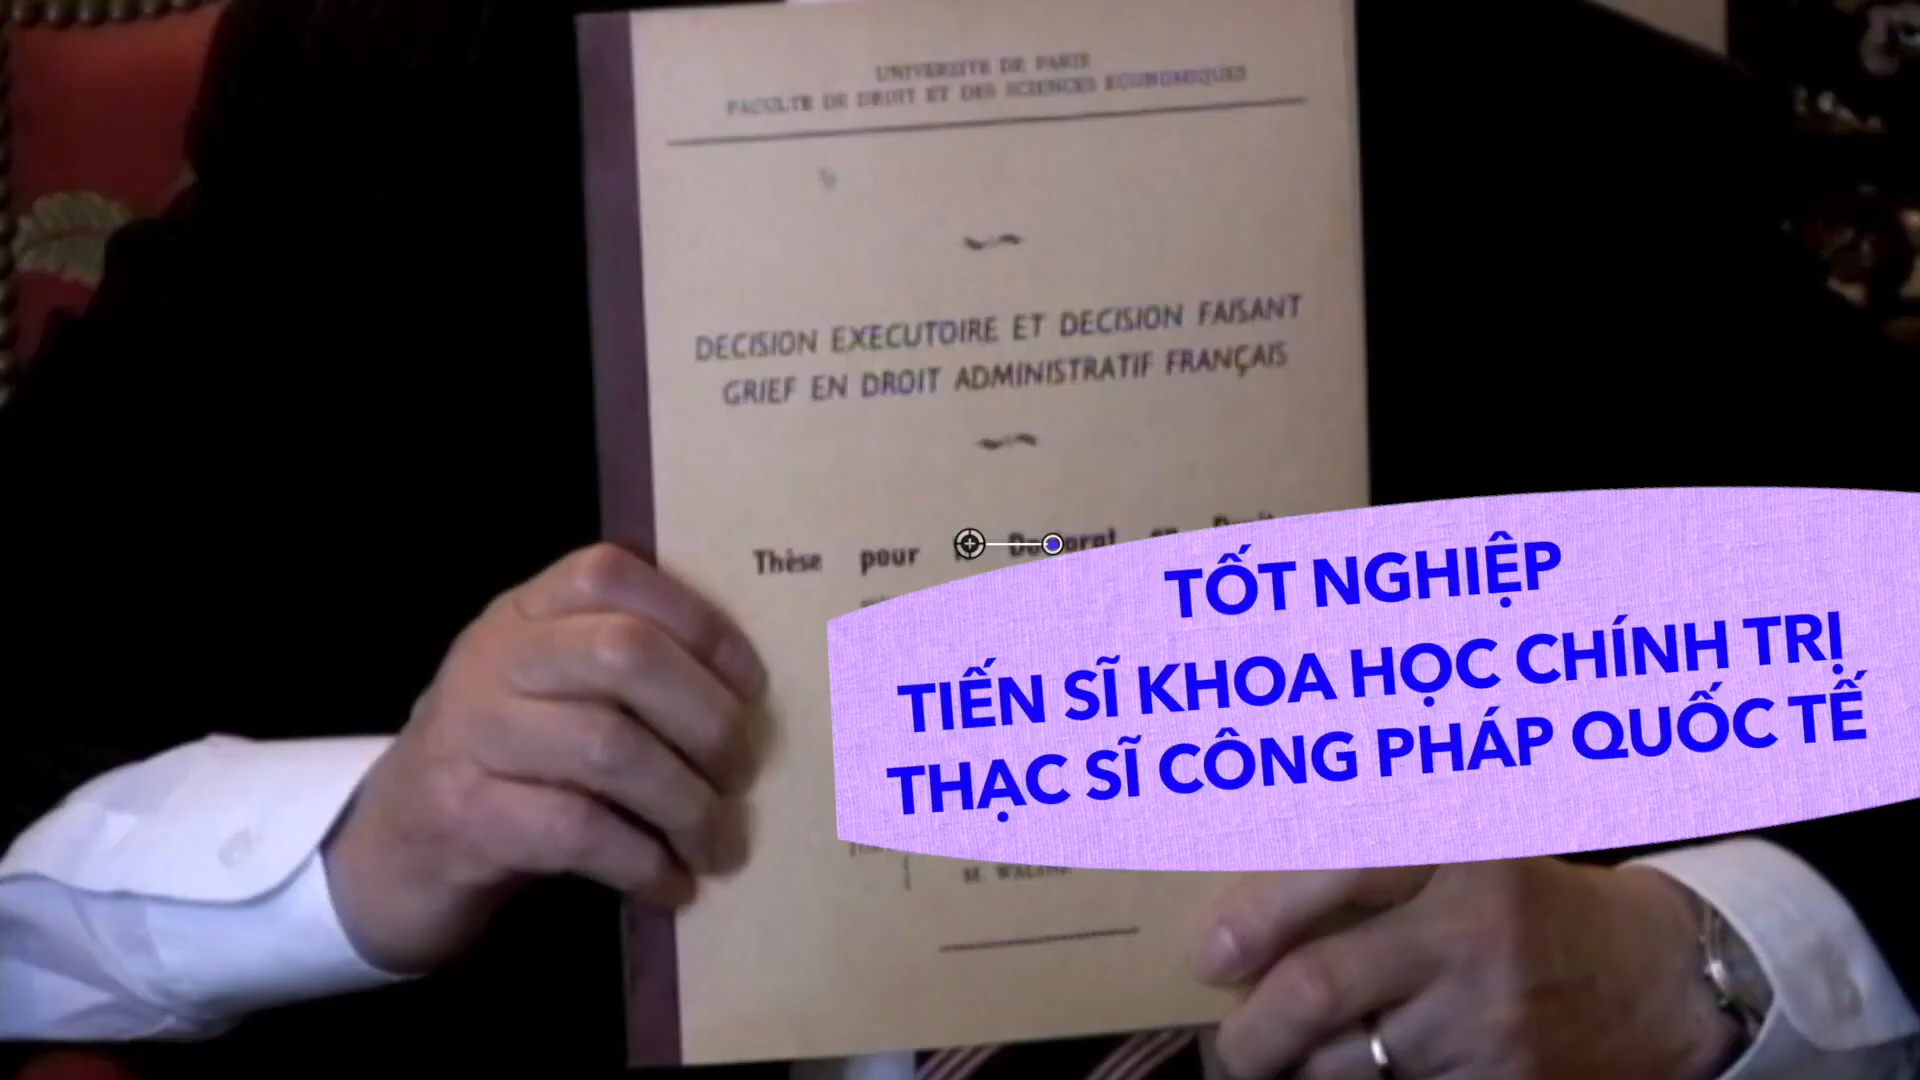 UNIVERSITE DE PARIS
FACULTE DE DROIT ET DES SCIENCES ECONOMIQUES
DECISION EXECUTOIRE ET DECISION FAISANT
GRIEF EN DROIT ADMINISTRATIF FRANÇAIS
Thèse pour
TỐT NGHIỆP
TIẾN SĨ KHOA HỌC CHÍNH TRỊ
THẠC SĨ CÔNG PHÁP QUỐC TẾ
M.